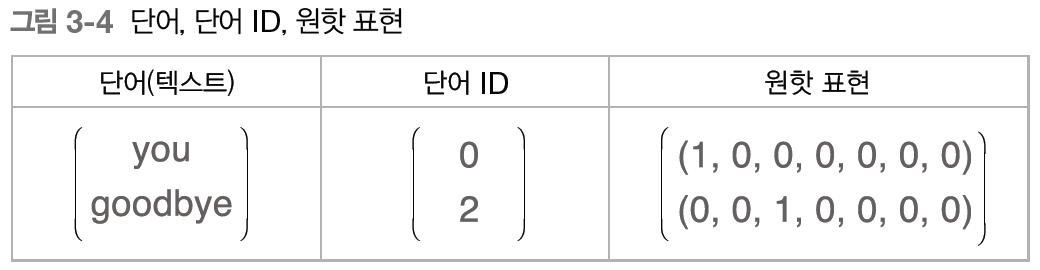 그림 3-4 단어, 단어 ID, 원핫 표현
단어(텍스트) 단어 ID 원핫 표현
you 0 (1, 0, 0, 0, 0, 0, 0)
goodbye 2 (0, 0, 1, 0, 0, 0, 0)